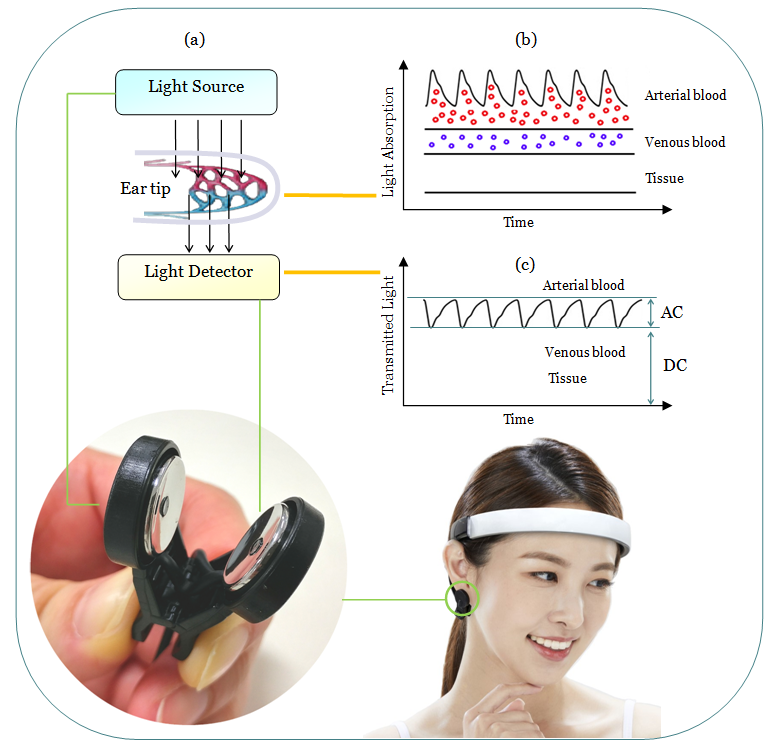 (a)
Light Source
Ear tip
Light Detector
(b)
Light Absorption
Arterial blood
Venous blood
Tissue
Time
(c)
Transmitted Light
Arterial blood
AC
Venous blood
DC
Tissue
Time